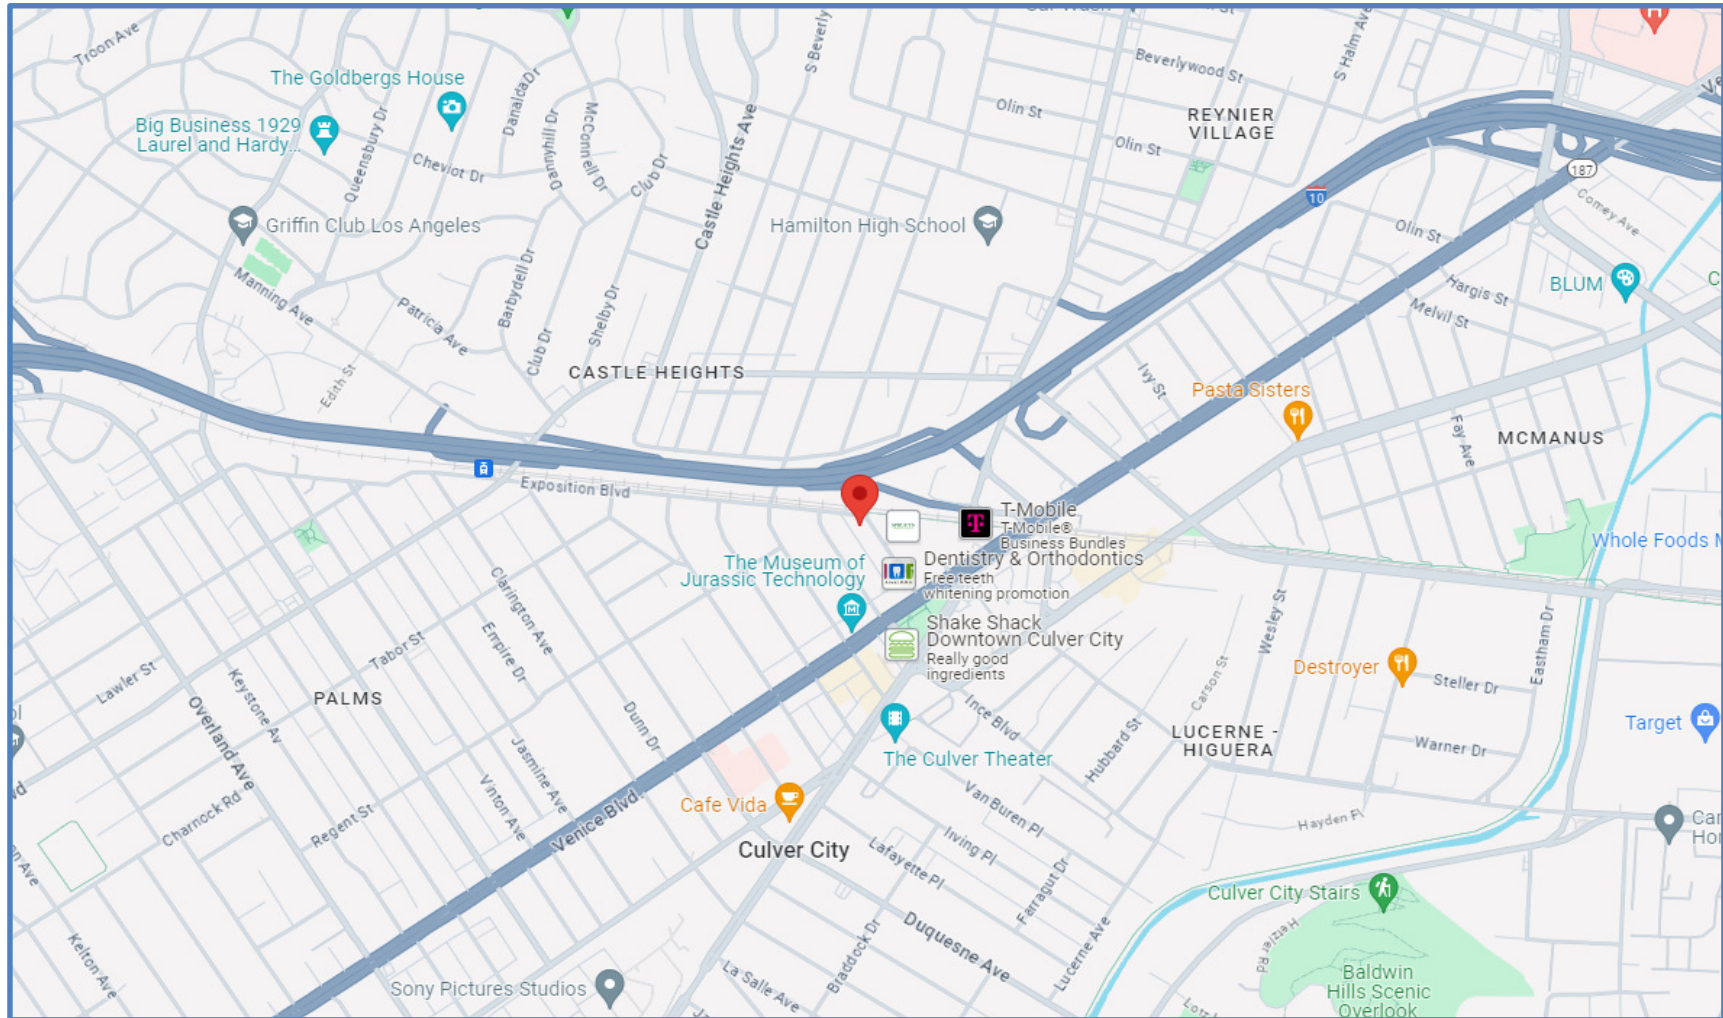 Troon Ave
S Beverly
S Halm Ave
The Goldbergs House
Big Business 1929
Laurel and Hardy...
Queensbury Dr
Danalda Dr
Dannyhill Dr
McConnell Dr
Cheviot Dr
Club Dr
Castle Heights Ave
Castle Heights Ave
Beverlywood St
Olin St
REYNIER
VILLAGE
Olin St
187
10
Comey Ave
Griffin Club Los Angeles
Hamilton High School
Olin St
Manning Ave
Patricia Ave
Barbydell Dr
Shelby Dr
Club Dr
Edith St
BLUM
Hargis St
Melvil St
CASTLE HEIGHTS
Ivy St
Pasta Sisters
Fay Ave
MCMANUS
Exposition Blvd
T-Mobile
T-Mobile®
Business Bundles
Whole Foods M
The Museum of
Jurassic Technology
Dentistry & Orthodontics
Free teeth
whitening promotion
Shake Shack
Downtown Culver City
Really good
ingredients
Clarington Ave
Empire Dr
Tabor St
Lawler St
Keystone Av
Overland Ave
PALMS
Dunn Dr
Jasmine Ave
Vinton Ave
Regent St
Charnock Rd
Kelton Ave
Venice Blvd.
Wesley St
Carson St
Eastham Dr
Destroyer
Steller Dr
Warner Dr
Target
LUCERNE -
HIGUERA
Ince Blvd
Hubbard St
The Culver Theater
Van Buren Pl
Irving Pl
Lafayette Pl
Farragut Dr
Hayden Pl
Cafe Vida
Culver City
Duquesne Ave
Braddock Dr
La Salle Ave
Lucerne Ave
Sony Pictures Studios
Culver City Stairs
Hetzler Rd
Baldwin
Hills Scenic
Overlook